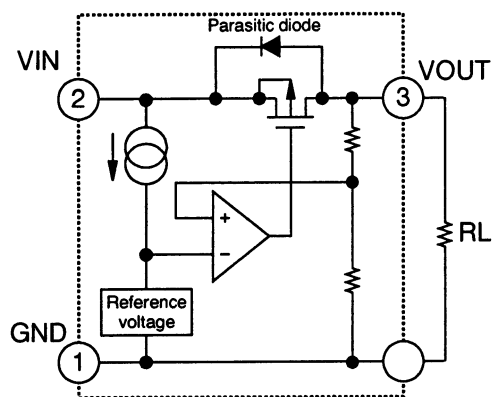 Parasitic diode
VIN
VOUT
2
3
+
−
RL
Reference
voltage
GND
1